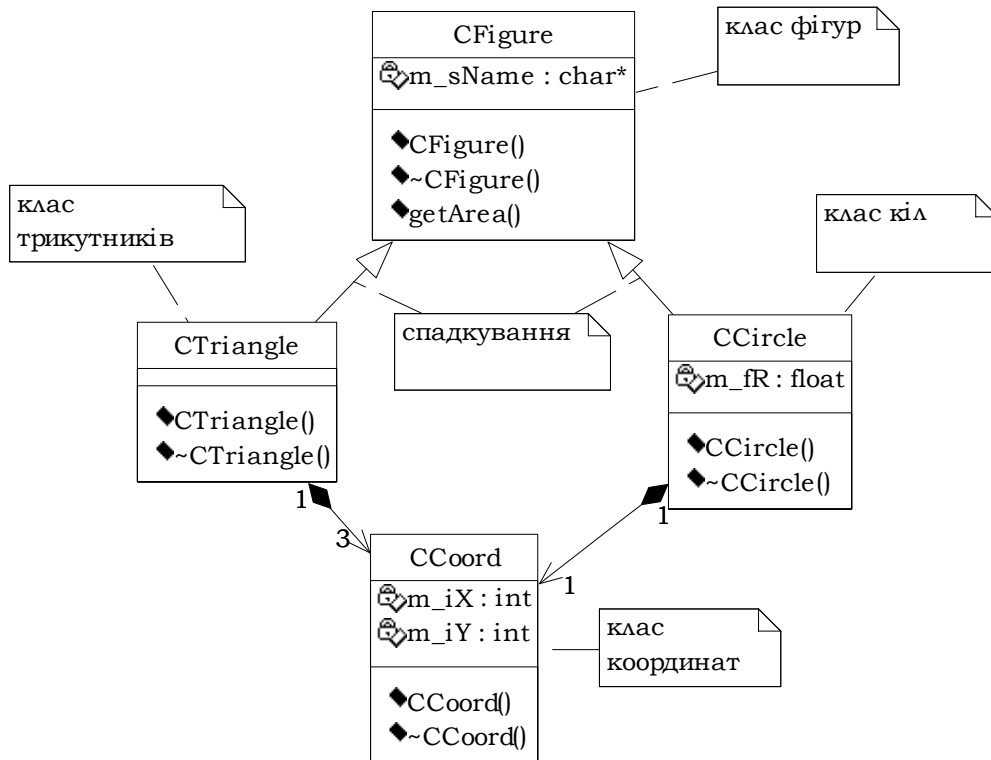 CFigure
m_sName : char*
CFigure()
~CFigure()
getArea()
клас фігур
клас
трикутників
клас кіл
спадкування
CTriangle
CTriangle()
~CTriangle()
CCircle
m_fR : float
CCircle()
~CCircle()
1
3
1
1
CCoord
m_iX : int
m_iY : int
CCoord()
~CCoord()
клас
координат